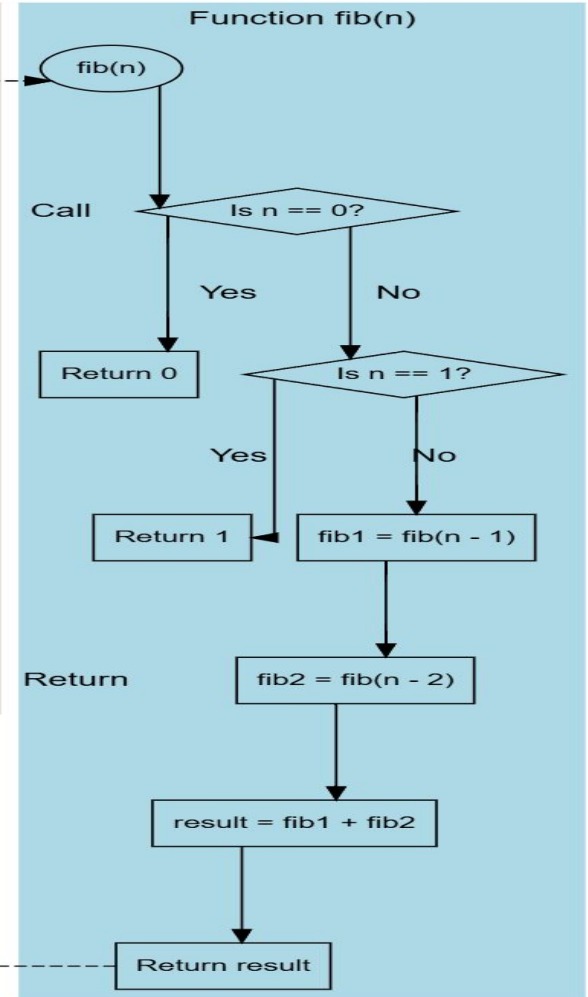 Function fib(n)
fib(n)
Call
Is n == 0?
Yes
No
Return 0
Is n == 1?
Yes
No
Return 1
fib1 = fib(n - 1)
Return
fib2 = fib(n - 2)
result = fib1 + fib2
Return result